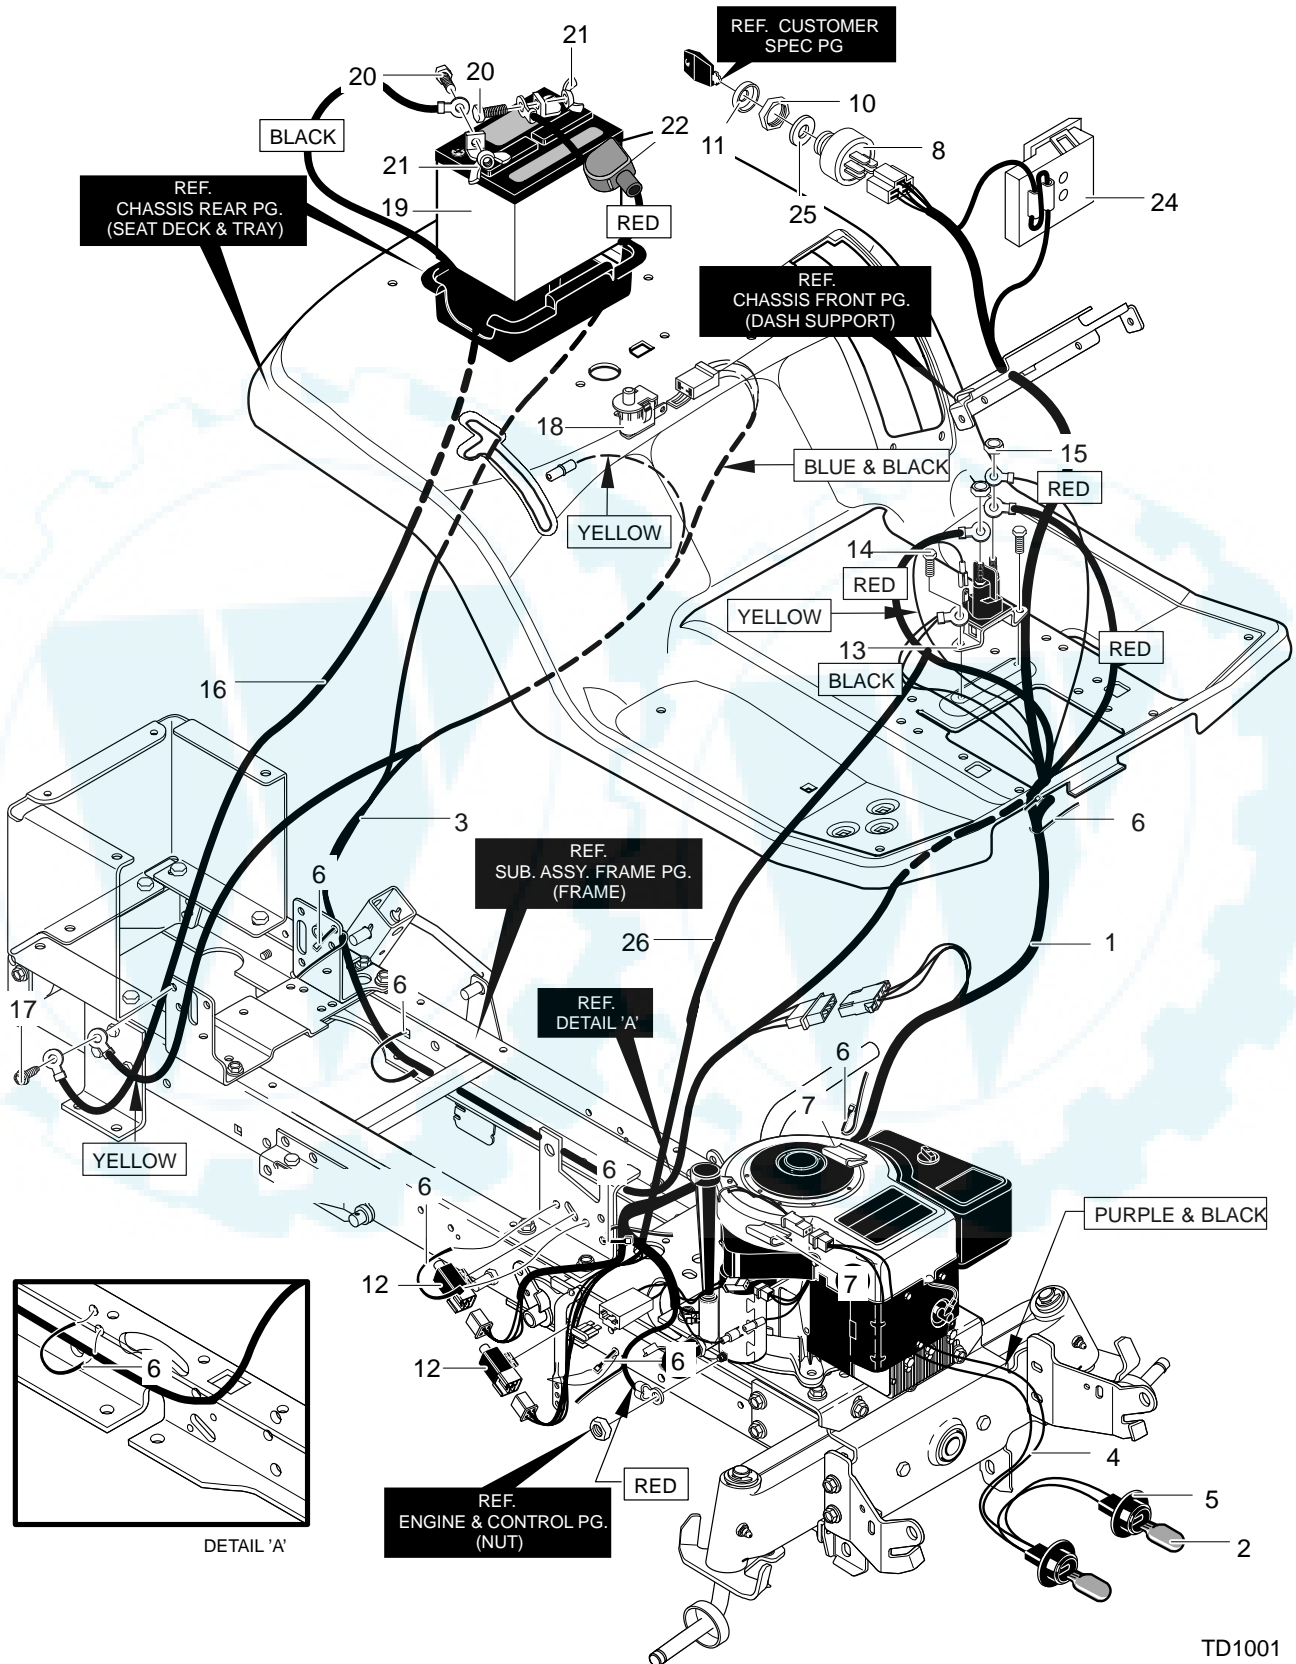 21
REF. CUSTOMER
SPEC PG
20
20
10
BLACK
22
11
8
21
REF.
CHASSIS REAR PG.
(SEAT DECK & TRAY)
19
25
24
RED
REF.
CHASSIS FRONT PG.
(DASH SUPPORT)
18
15
BLUE & BLACK
RED
YELLOW
14
RED
YELLOW
13
RED
BLACK
16
3
6
REF.
SUB. ASSY. FRAME PG.
(FRAME)
6
26
1
6
17
REF.
DETAIL 'A'
6
7
YELLOW
6
6
PURPLE & BLACK
12
7
6
12
6
4
RED
5
REF.
ENGINE & CONTROL PG.
(NUT)
2
DETAIL 'A'
TD1001